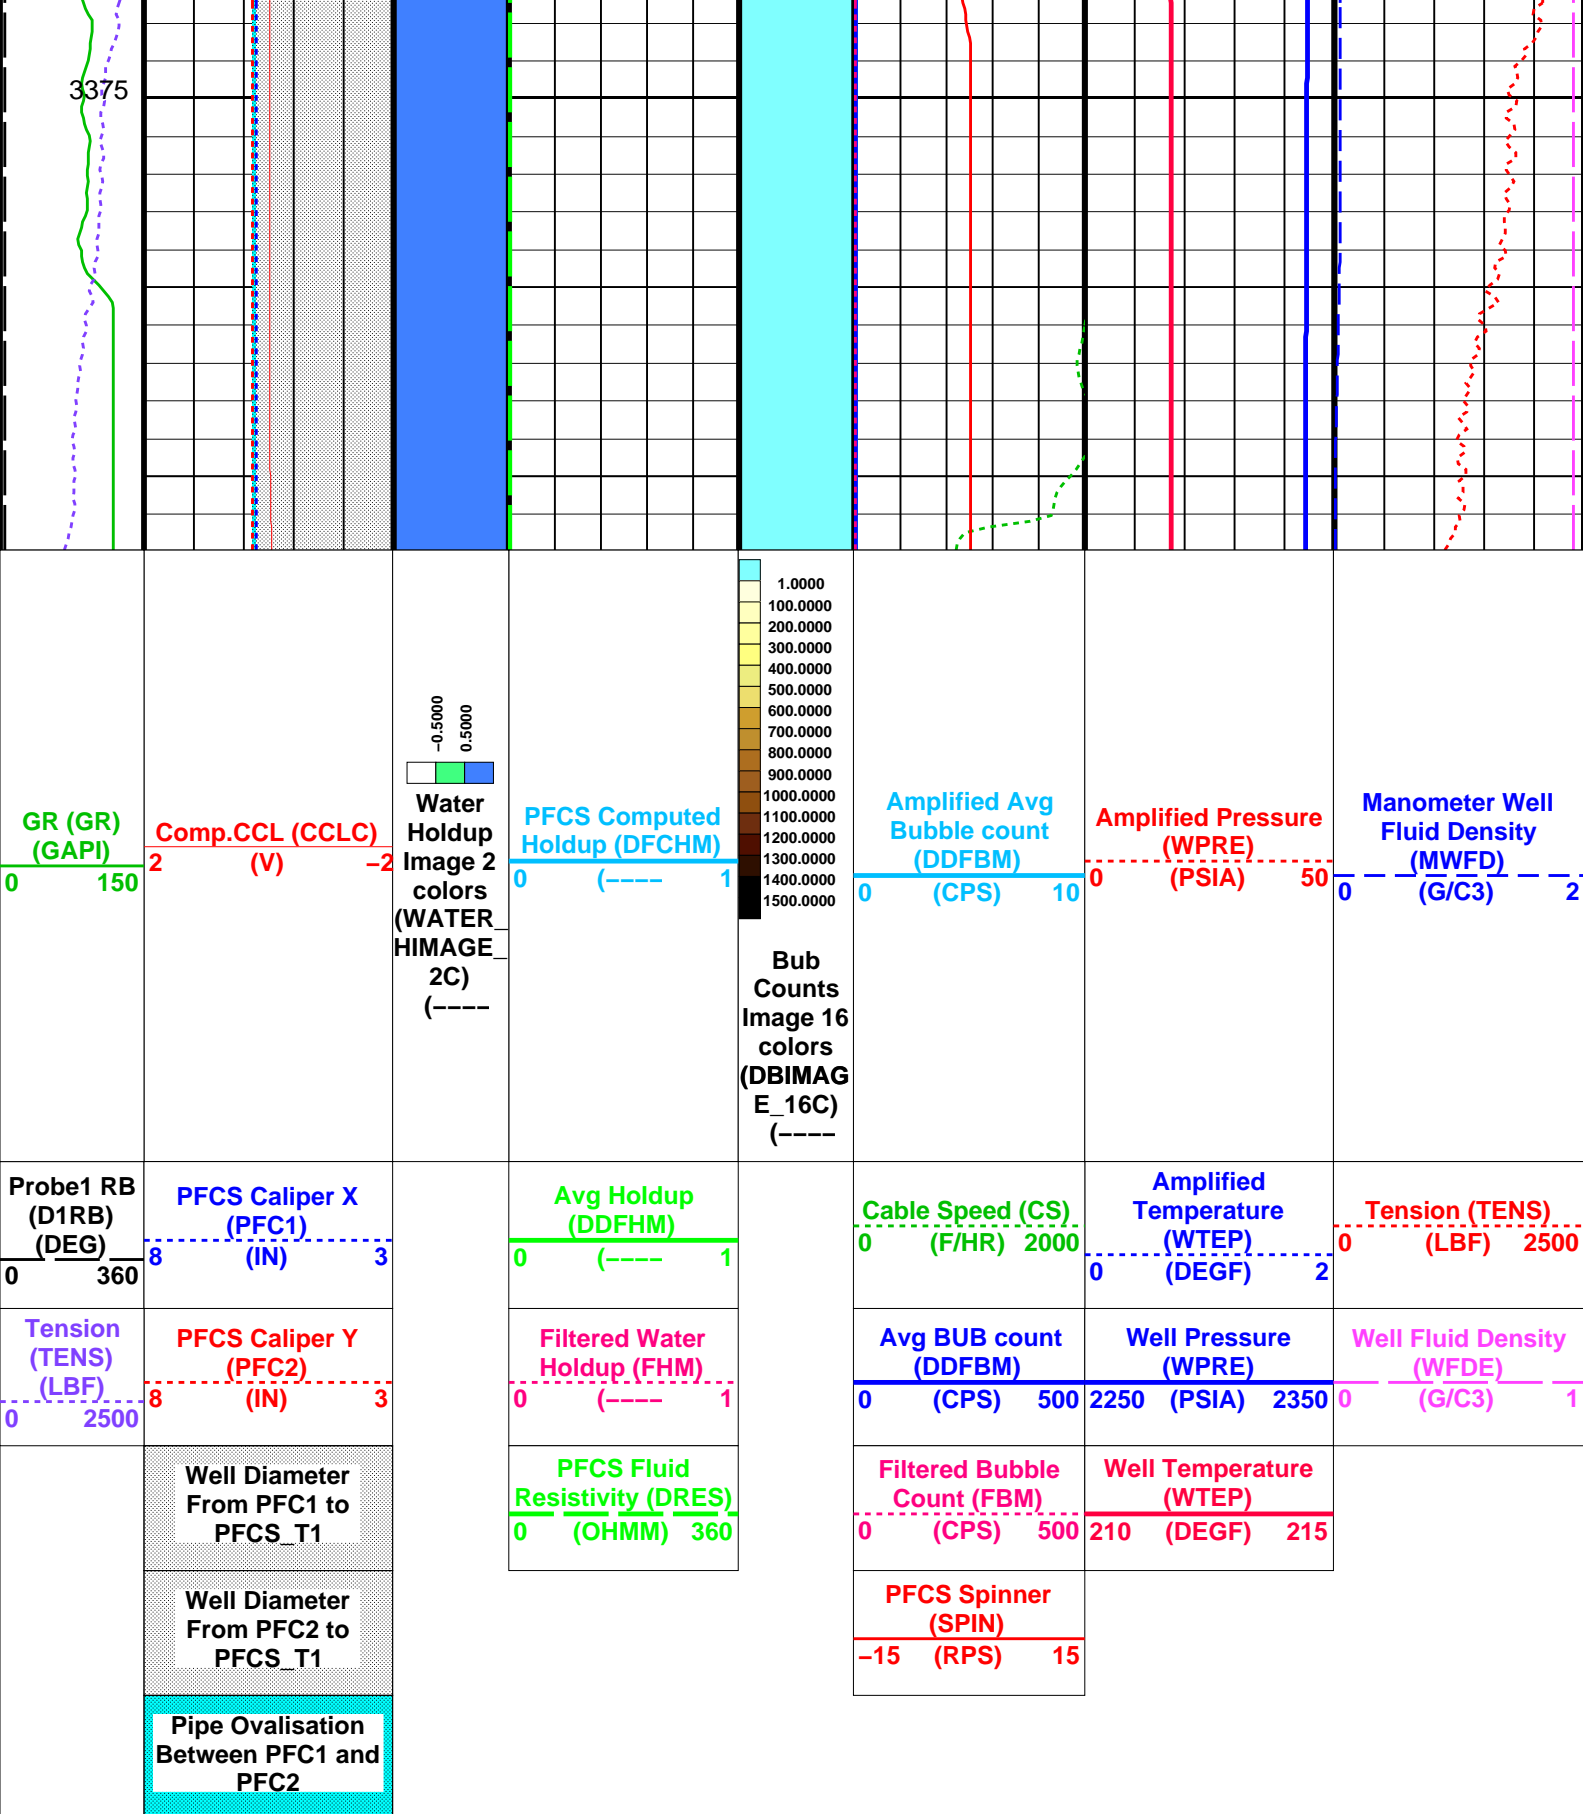 3375
GR (GR)
(GAPI)
0 150
Comp.CCL (CCLC)
2 (V) −2
−0.5000
0.5000
Water
Holdup
Image 2
colors
(WATER_
HIMAGE_
2C)
(−−−−
PFCS Computed
Holdup (DFCHM)
0 (−−−− 1
1.0000
100.0000
200.0000
300.0000
400.0000
500.0000
600.0000
700.0000
800.0000
900.0000
1000.0000
1100.0000
1200.0000
1300.0000
1400.0000
1500.0000
Bub
Counts
Image 16
colors
(DBIMAG
E_16C)
(−−−−
Amplified Avg
Bubble count
(DDFBM)
0 (CPS) 10
Amplified Pressure
(WPRE)
0 (PSIA) 50
Manometer Well
Fluid Density
(MWFD)
0 (G/C3) 2
Probe1 RB
(D1RB)
(DEG)
0 360
PFCS Caliper X
(PFC1)
8 (IN) 3
Avg Holdup
(DDFHM)
0 (−−−− 1
Cable Speed (CS)
0 (F/HR) 2000
Amplified
Temperature
(WTEP)
0 (DEGF) 2
Tension (TENS)
0 (LBF) 2500
Tension
(TENS)
(LBF)
0 2500
PFCS Caliper Y
(PFC2)
8 (IN) 3
Filtered Water
Holdup (FHM)
0 (−−−− 1
Avg BUB count
(DDFBM)
0 (CPS) 500
Well Pressure
(WPRE)
2250 (PSIA) 2350
Well Fluid Density
(WFDE)
0 (G/C3) 1
Well Diameter
From PFC1 to
PFCS_T1
PFCS Fluid
Resistivity (DRES)
0 (OHMM) 360
Filtered Bubble
Count (FBM)
0 (CPS) 500
Well Temperature
(WTEP)
210 (DEGF) 215
Well Diameter
From PFC2 to
PFCS_T1
PFCS Spinner
(SPIN)
−15 (RPS) 15
Pipe Ovalisation
Between PFC1 and
PFC2